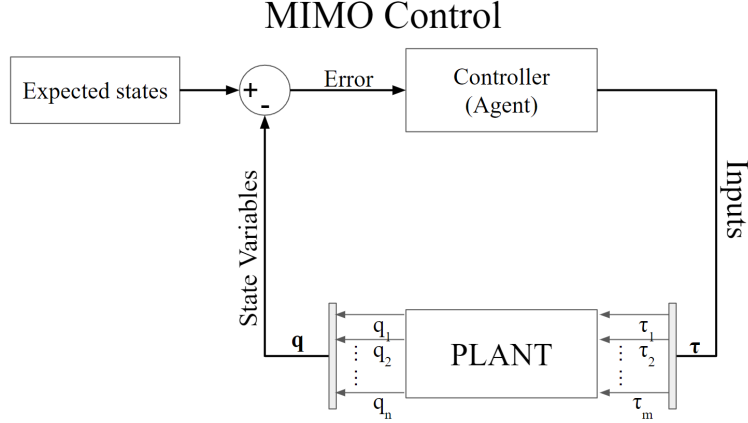 MIMO Control
Expected states
+
-
Error
Controller
(Agent)
Inputs
State Variables
q
q₁
q₂
qₙ
PLANT
τ₁
τ₂
τₘ
τ